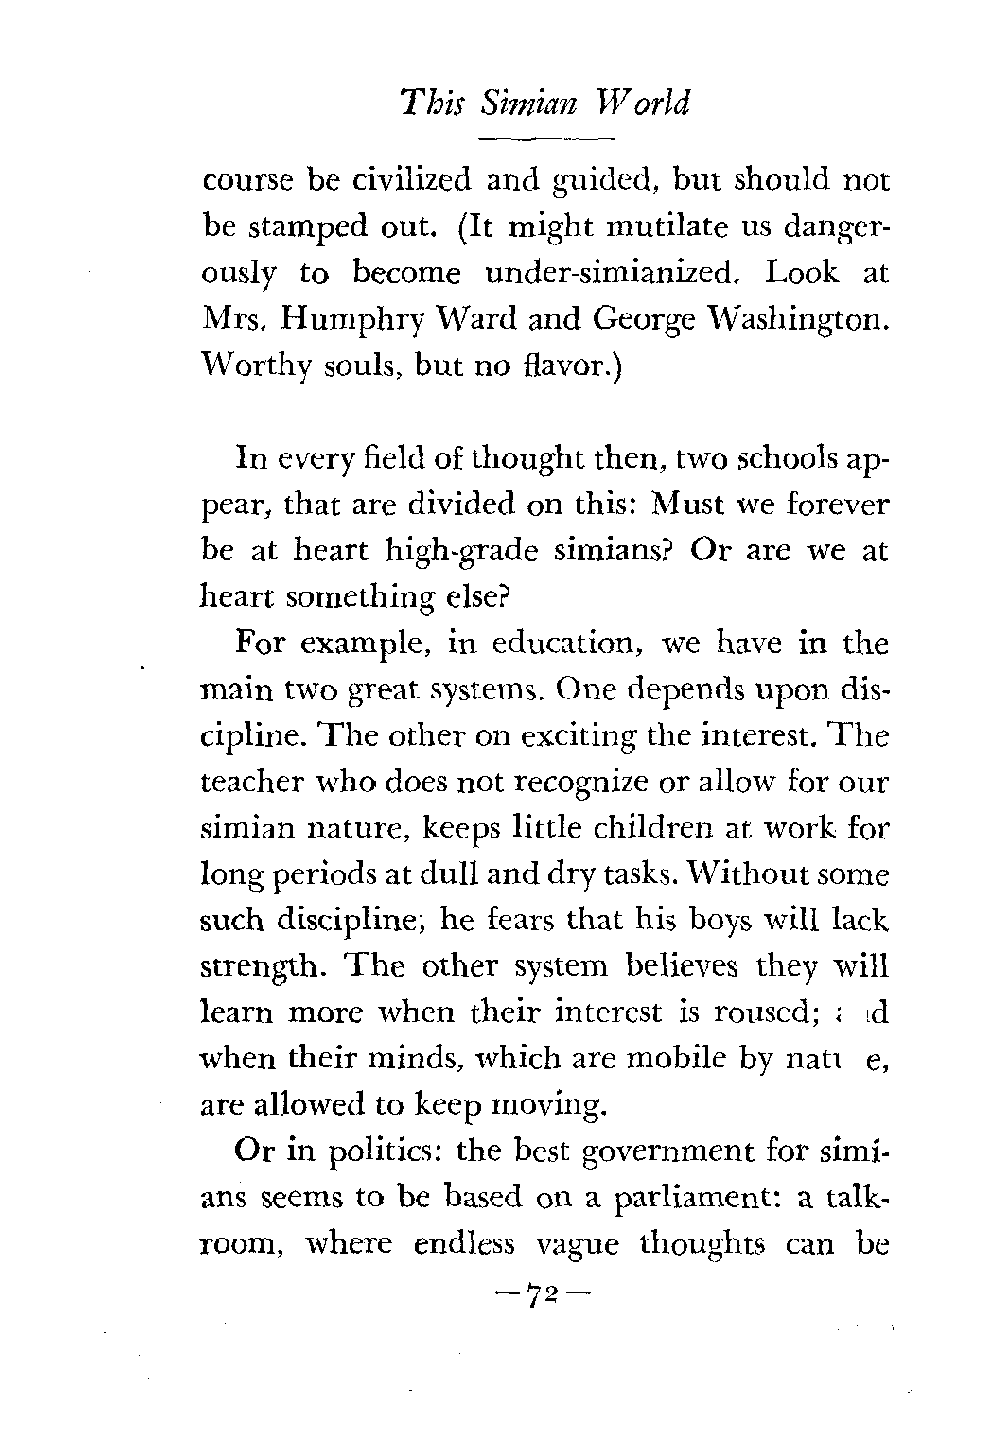 This Simian World
course be civilized and guided, but should not
be stamped out. (It might mutilate us danger-
ously to become under-simianized. Look at
Mrs. Humphry Ward and George Washington.
Worthy souls, but no flavor.)
In every field of thought then, two schools ap-
pear, that are divided on this: Must we forever
be at heart high-grade simians? Or are we at
heart something else?
For example, in education, we have in the
main two great systems. One depends upon dis-
cipline. The other on exciting the interest. The
teacher who does not recognize or allow for our
simian nature, keeps little children at work for
long periods at dull and dry tasks. Without some
such discipline, he fears that his boys will lack
strength. The other system believes they will
learn more when their interest is roused;
when their minds, which are mobile by
are allowed to keep moving.
Or in politics: the best government for simi-
ans seems to be based on a parliament: a talk-
room, where endless vague thoughts can be
—72—